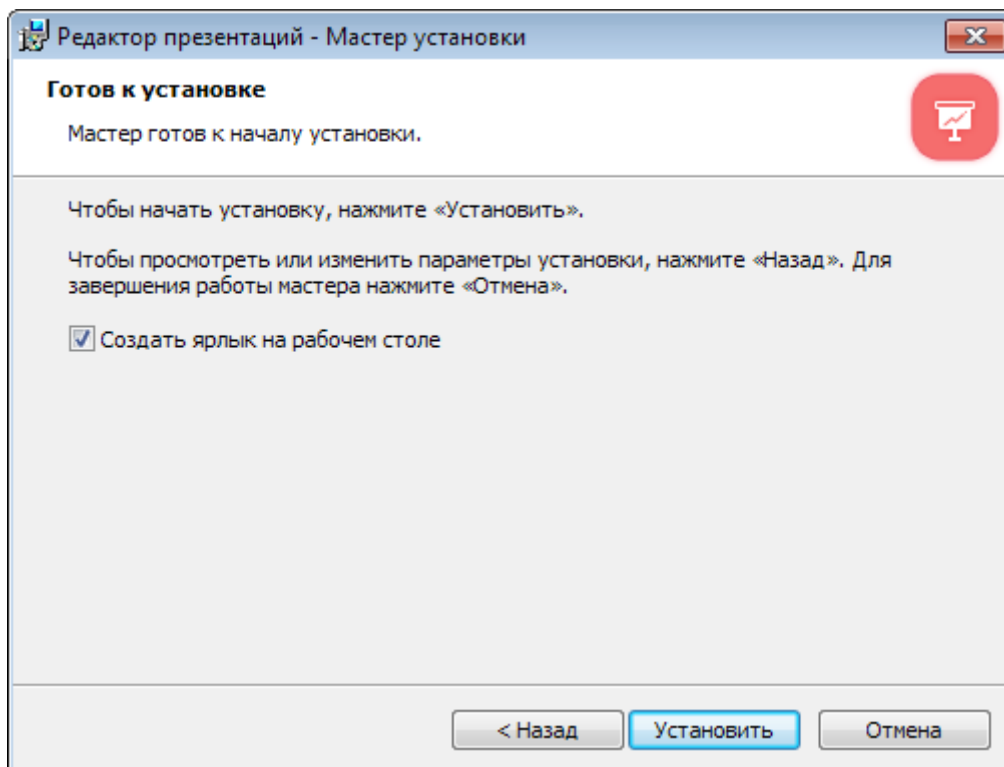 Редактор презентаций - Мастер установки
Готов к установке
Мастер готов к началу установки.
Чтобы начать установку, нажмите «Установить».
Чтобы просмотреть или изменить параметры установки, нажмите «Назад». Для
завершения работы мастера нажмите «Отмена».
Создать ярлык на рабочем столе
< Назад
Установить
Отмена